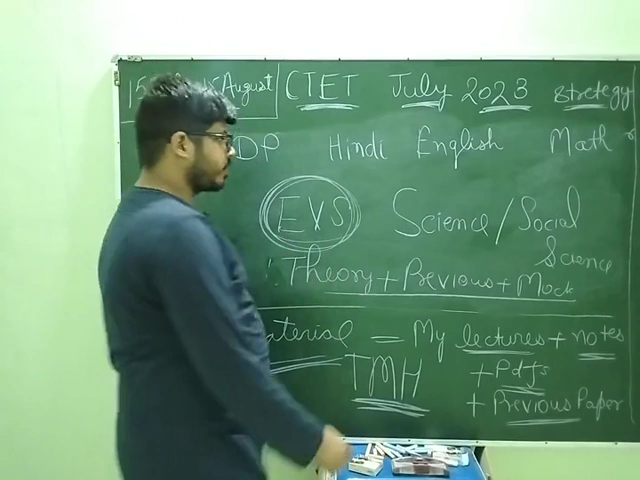 15 August CTET July 2023 strategy
DP Hindi English Math
EVS Science/Social Science
∴ Theory + Previous + Mock
aterial = My lectures + notes
TMH + Pdfs
+ Previous Paper